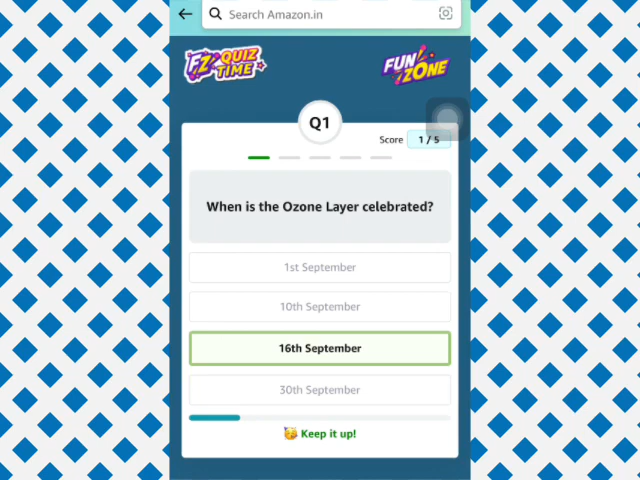 Search Amazon.in
FZ QUIZ TIME
FUN ZONE
Q1
Score 1 / 5
When is the Ozone Layer celebrated?
1st September
10th September
16th September
30th September
Keep it up!